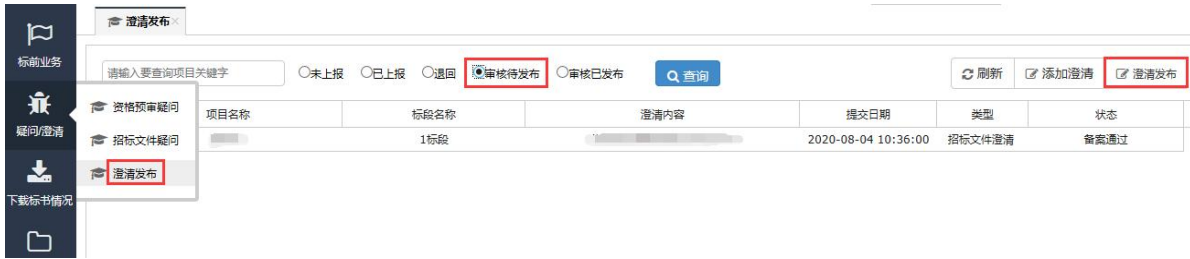 澄清发布
标前业务
请输入要查询项目关键字 未上报 已上报 退回 审核待发布 审核已发布 查询 刷新 添加澄清 澄清发布
疑问/澄清
资格预审疑问
招标文件疑问
澄清发布
项目名称 标段名称 澄清内容 提交日期 类型 状态
1标段 2020-08-04 10:36:00 招标文件澄清 备案通过
下载标书情况